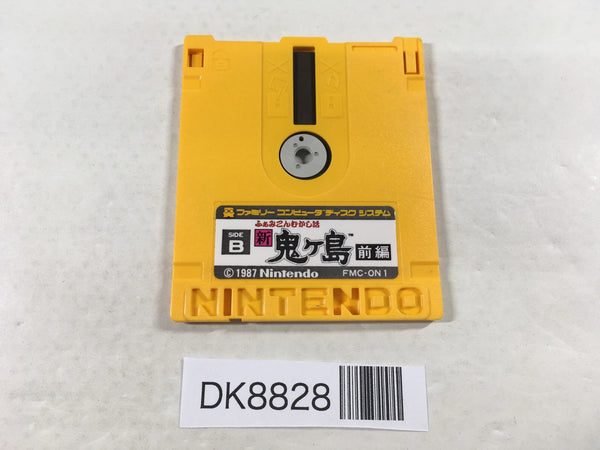 ファミリー コンピュータ ディスク システム
ふぁみこんむかし話
SIDE B
新 鬼ヶ島™ 前編
© 1987 Nintendo FMC-ON1
NINTENDO
DK8828